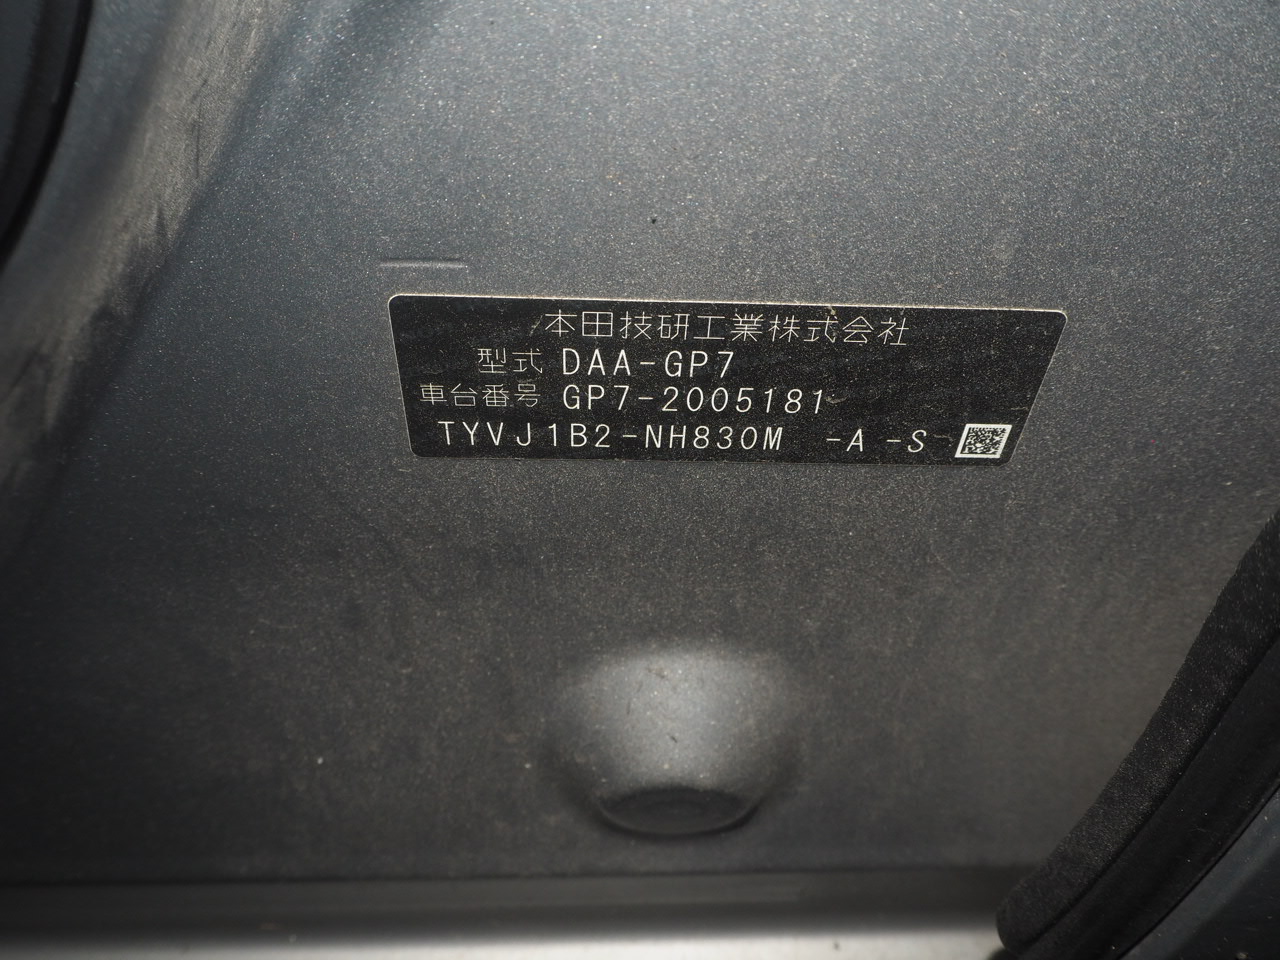 本田技研工業株式会社
型式 DAA-GP7
車台番号 GP7-2005181
TYVJ1B2-NH830M -A -S